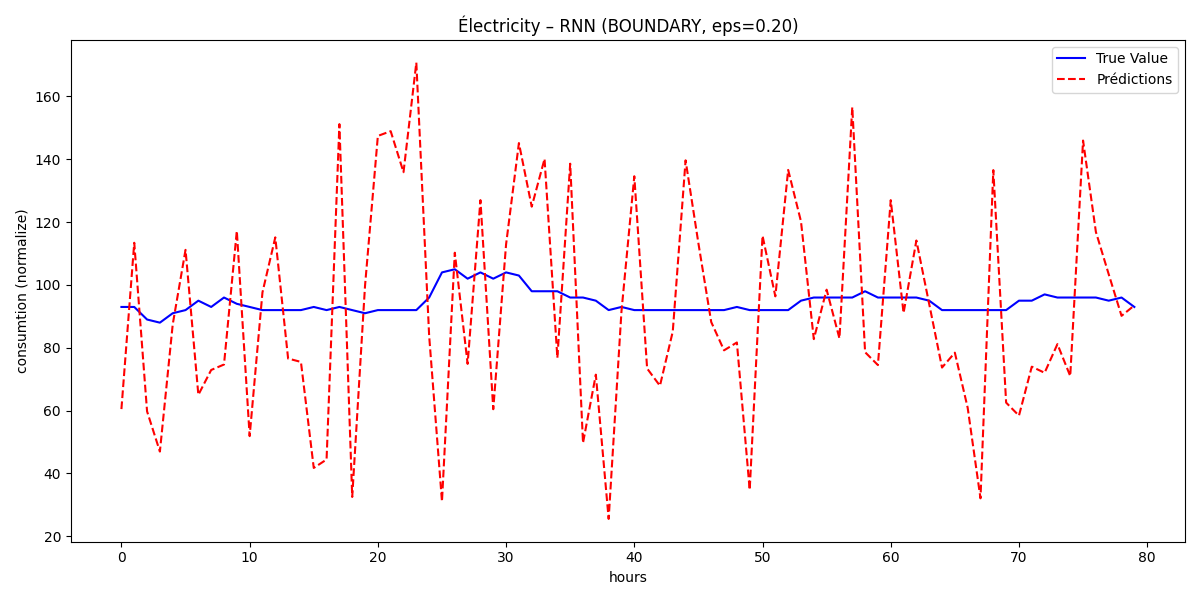 Électricity – RNN (BOUNDARY, eps=0.20)
True Value
Prédictions
consumtion (normalize)
160
140
120
100
80
60
40
20
0 10 20 30 40 50 60 70 80
hours